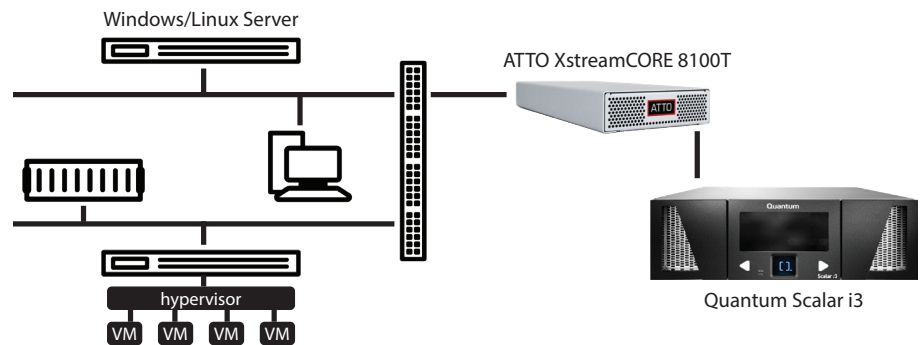 Windows/Linux Server
ATTO XstreamCORE 8100T
ATTO
Quantum
Scalar i3
Quantum Scalar i3
hypervisor
VM VM VM VM